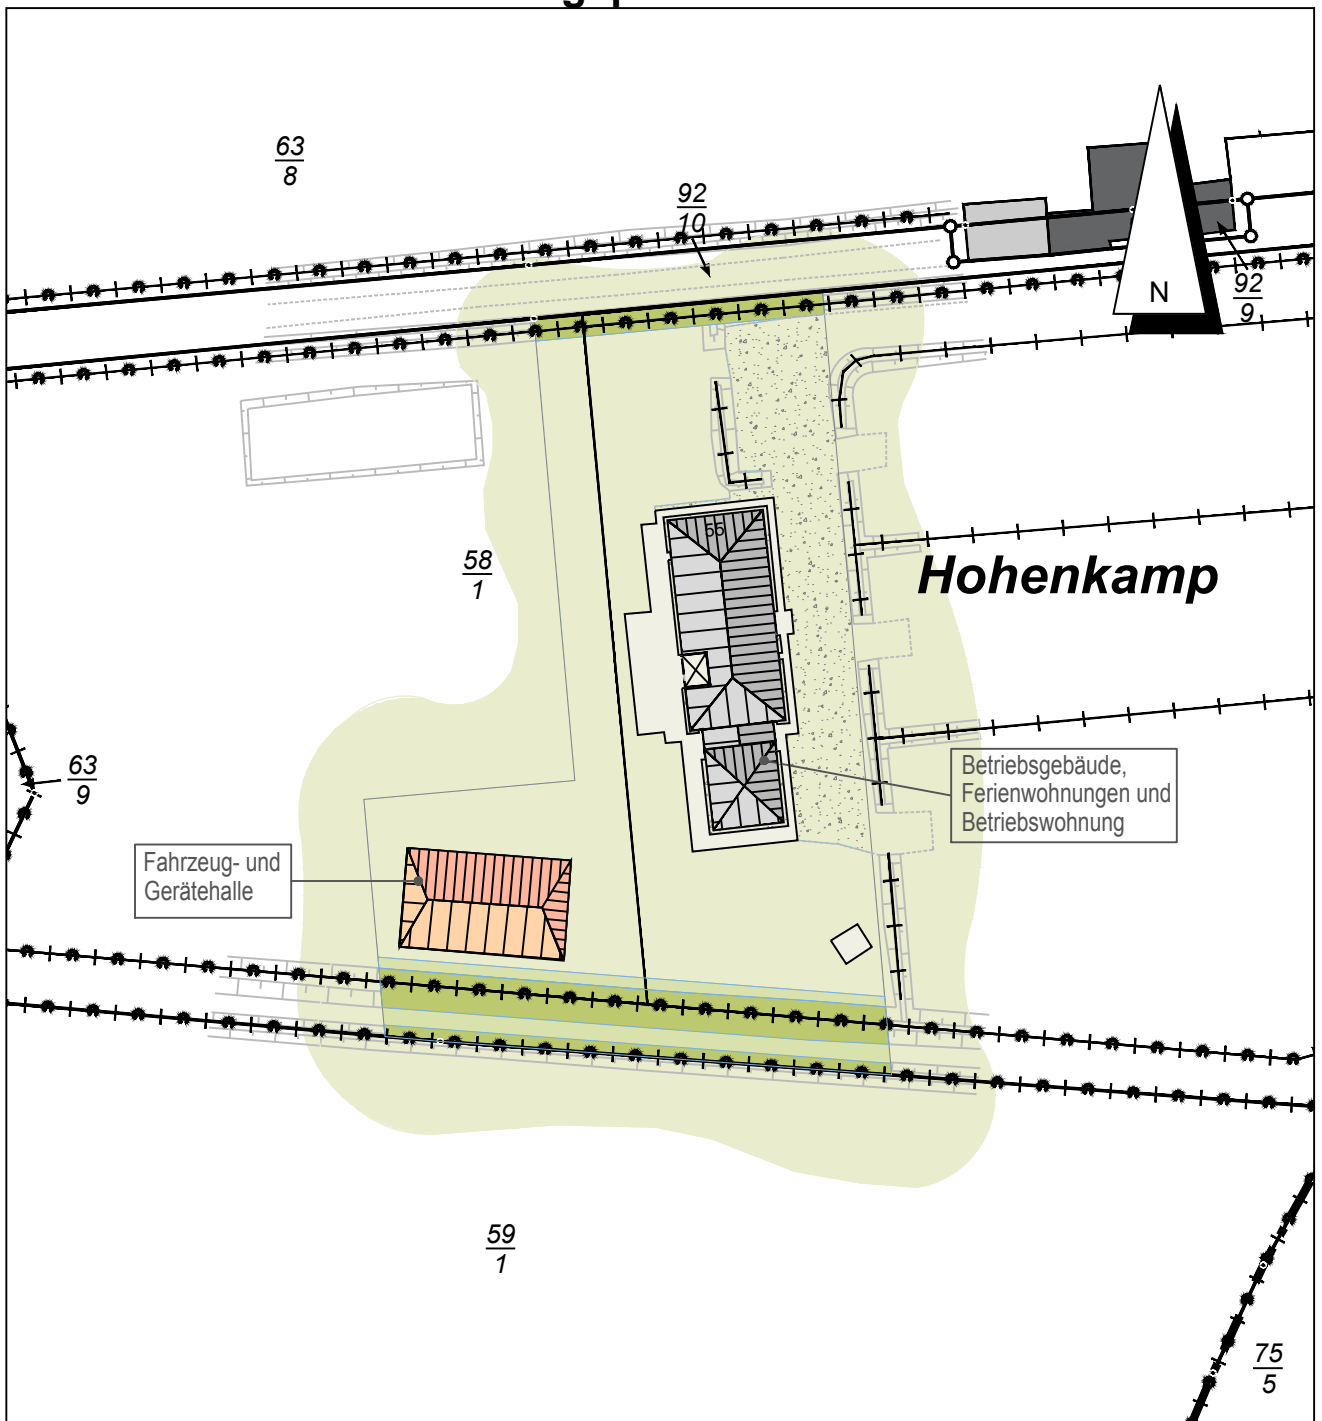 63
8
92
10
N
92
9
55
58
1
Hohenkamp
63
9
Betriebsgebäude,
Ferienwohnungen und
Betriebswohnung
Fahrzeug- und
Gerätehalle
59
1
75
5